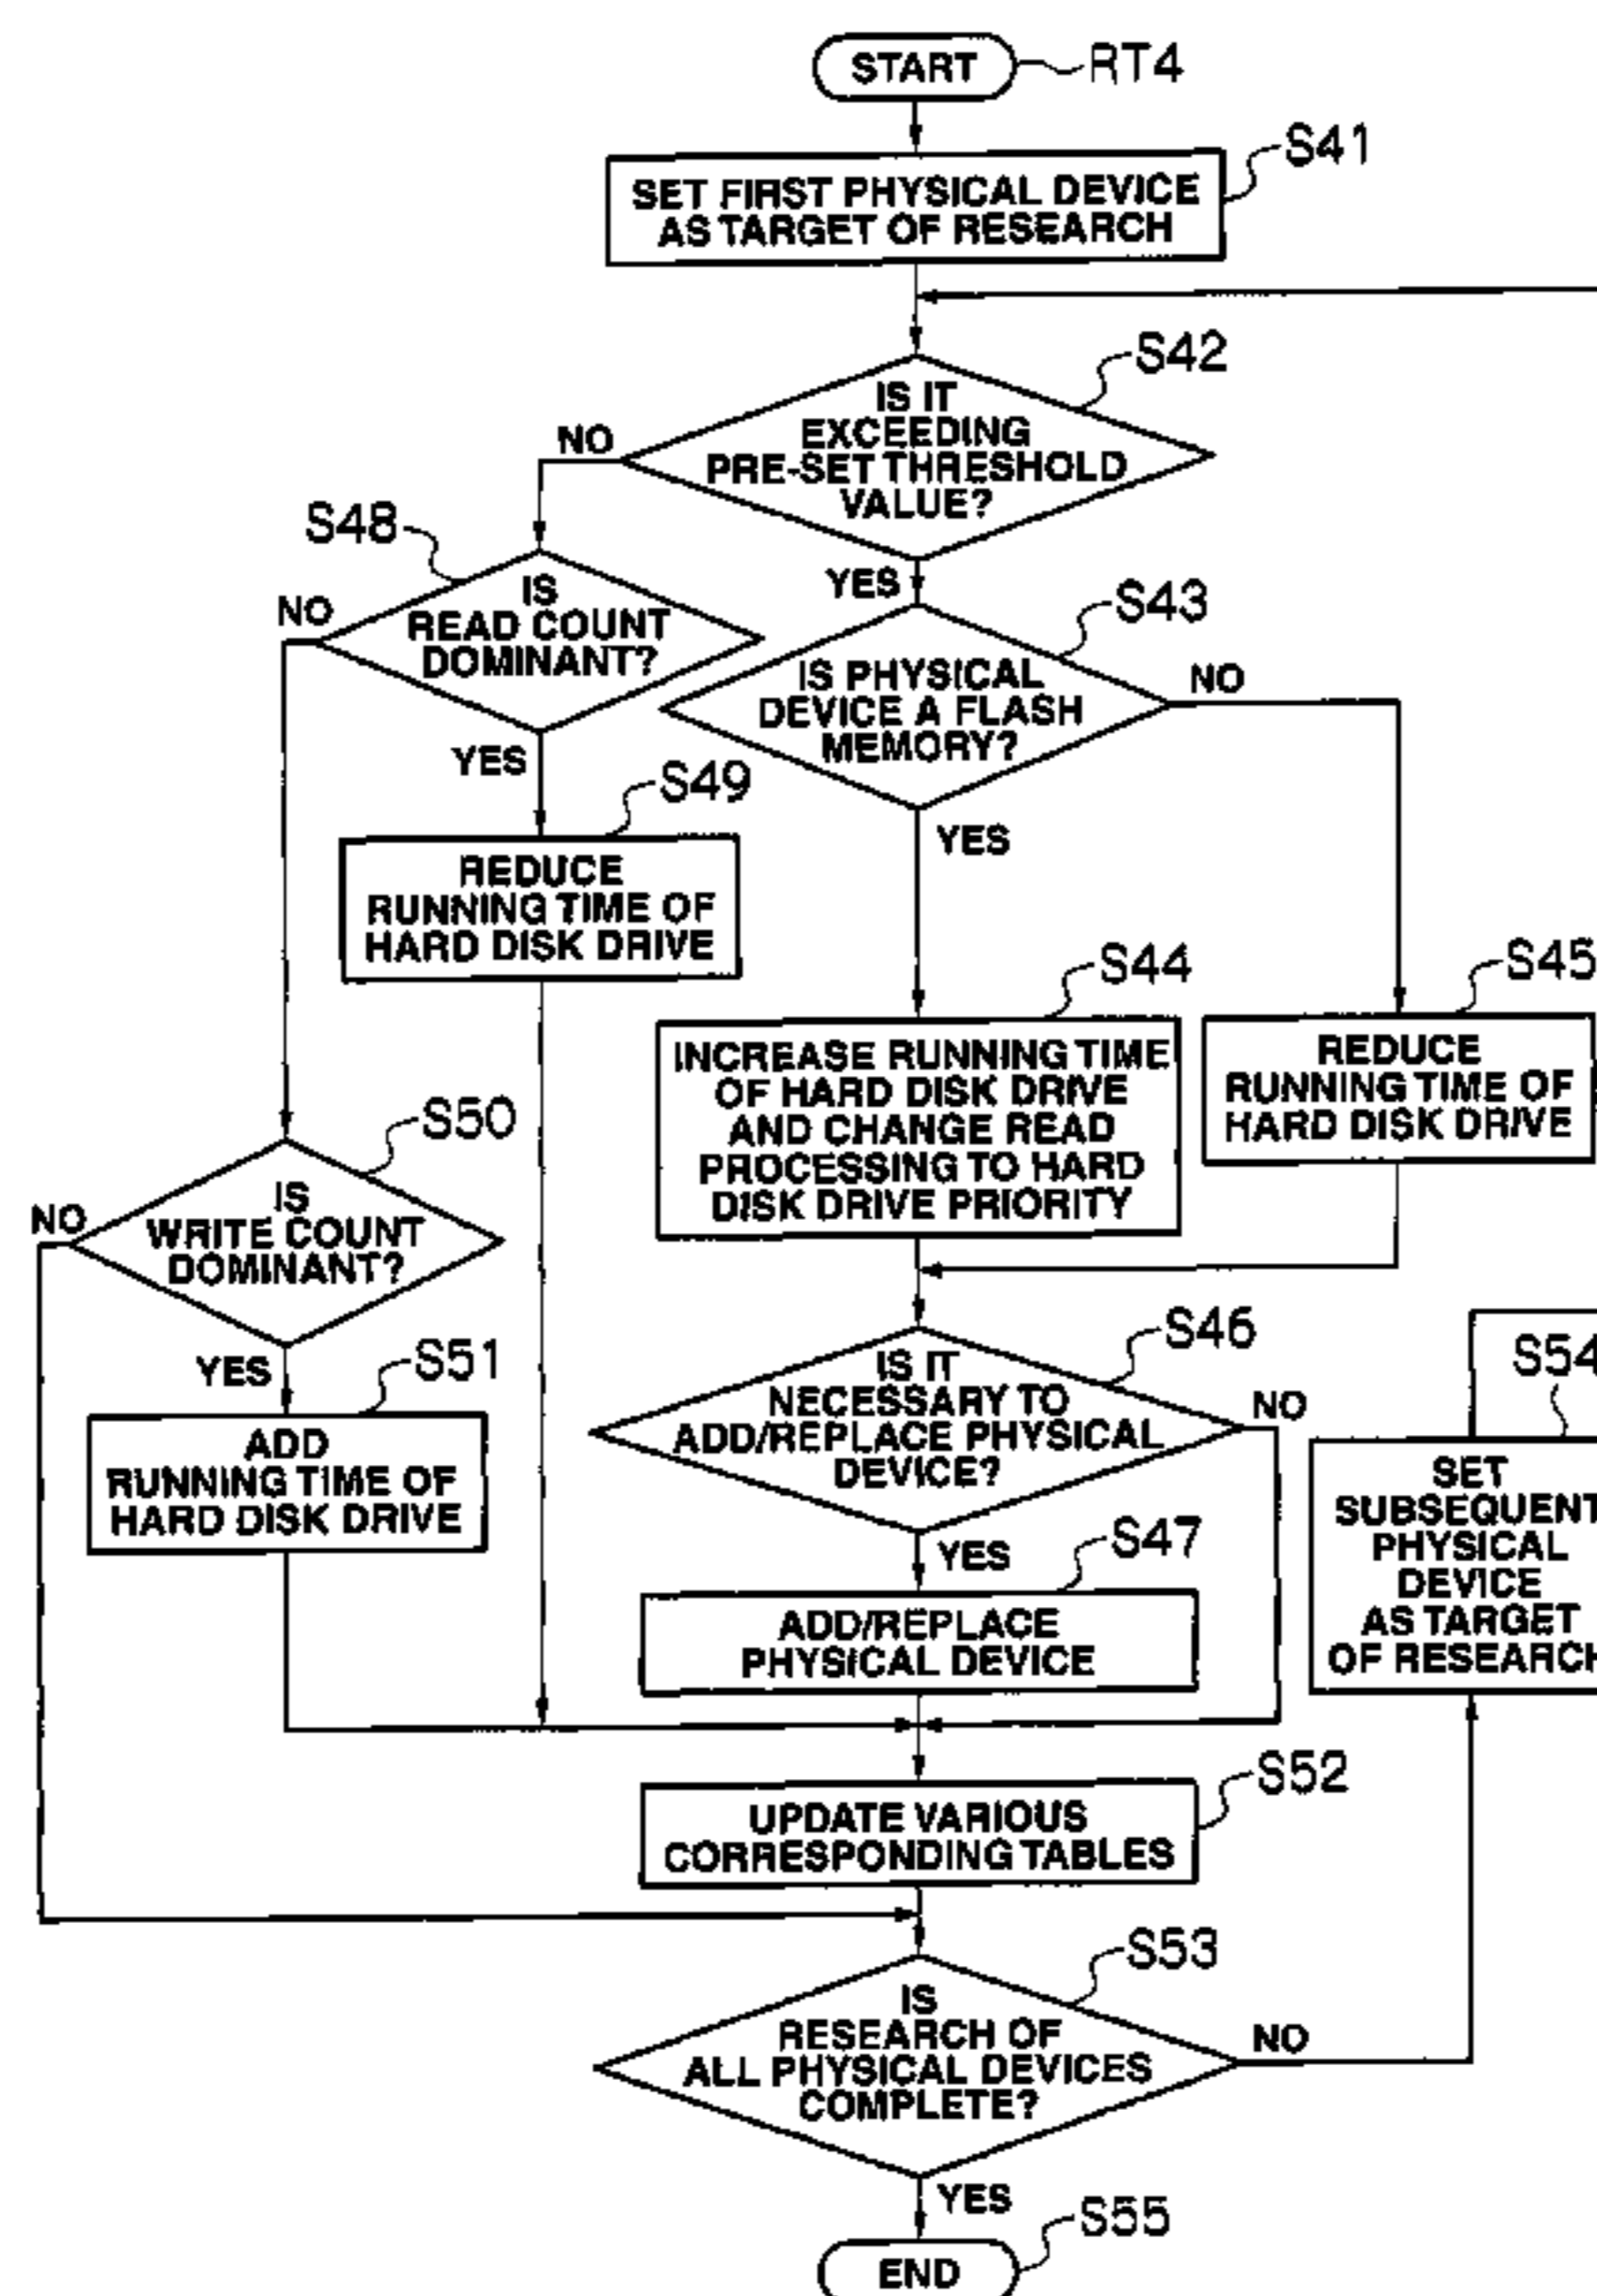 START
RT4
S41
SET FIRST PHYSICAL DEVICE
AS TARGET OF RESEARCH
S42
IS IT
EXCEEDING
PRE-SET THRESHOLD
VALUE?
NO
YES
S48
IS
READ COUNT
DOMINANT?
NO
YES
S43
IS PHYSICAL
DEVICE A FLASH
MEMORY?
NO
YES
S49
REDUCE
RUNNING TIME OF
HARD DISK DRIVE
S44
INCREASE RUNNING TIME
OF HARD DISK DRIVE
AND CHANGE READ
PROCESSING TO HARD
DISK DRIVE PRIORITY
S45
REDUCE
RUNNING TIME OF
HARD DISK DRIVE
S50
IS
WRITE COUNT
DOMINANT?
NO
YES
S51
ADD
RUNNING TIME OF
HARD DISK DRIVE
S46
IS IT
NECESSARY TO
ADD/REPLACE PHYSICAL
DEVICE?
NO
YES
S47
ADD/REPLACE
PHYSICAL DEVICE
S54
SET
SUBSEQUENT
PHYSICAL
DEVICE
AS TARGET
OF RESEARCH
S52
UPDATE VARIOUS
CORRESPONDING TABLES
S53
IS
RESEARCH OF
ALL PHYSICAL DEVICES
COMPLETE?
NO
YES
S55
END